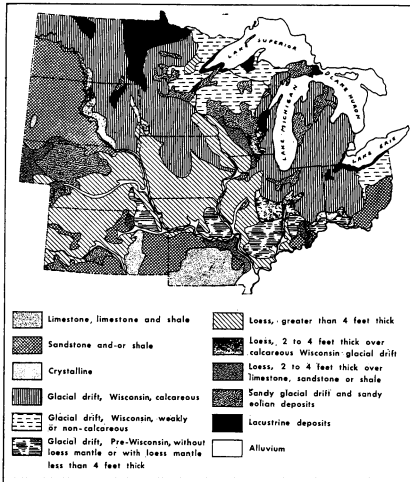 LAKE SUPERIOR
LAKE HURON
LAKE MICHIGAN
LAKE ERIE
Limestone, limestone and shale
Sandstone and-or shale
Crystalline
Glacial drift, Wisconsin, calcareous
Glacial drift, Wisconsin, weakly
or non-calcareous
Glacial drift, Pre-Wisconsin, without
loess mantle or with loess mantle
less than 4 feet thick
Loess, greater than 4 feet thick
Loess, 2 to 4 feet thick over
calcareous Wisconsin glacial drift
Loess, 2 to 4 feet thick over
limestone, sandstone or shale
Sandy glacial drift and sandy
eolian deposits
Lacustrine deposits
Alluvium